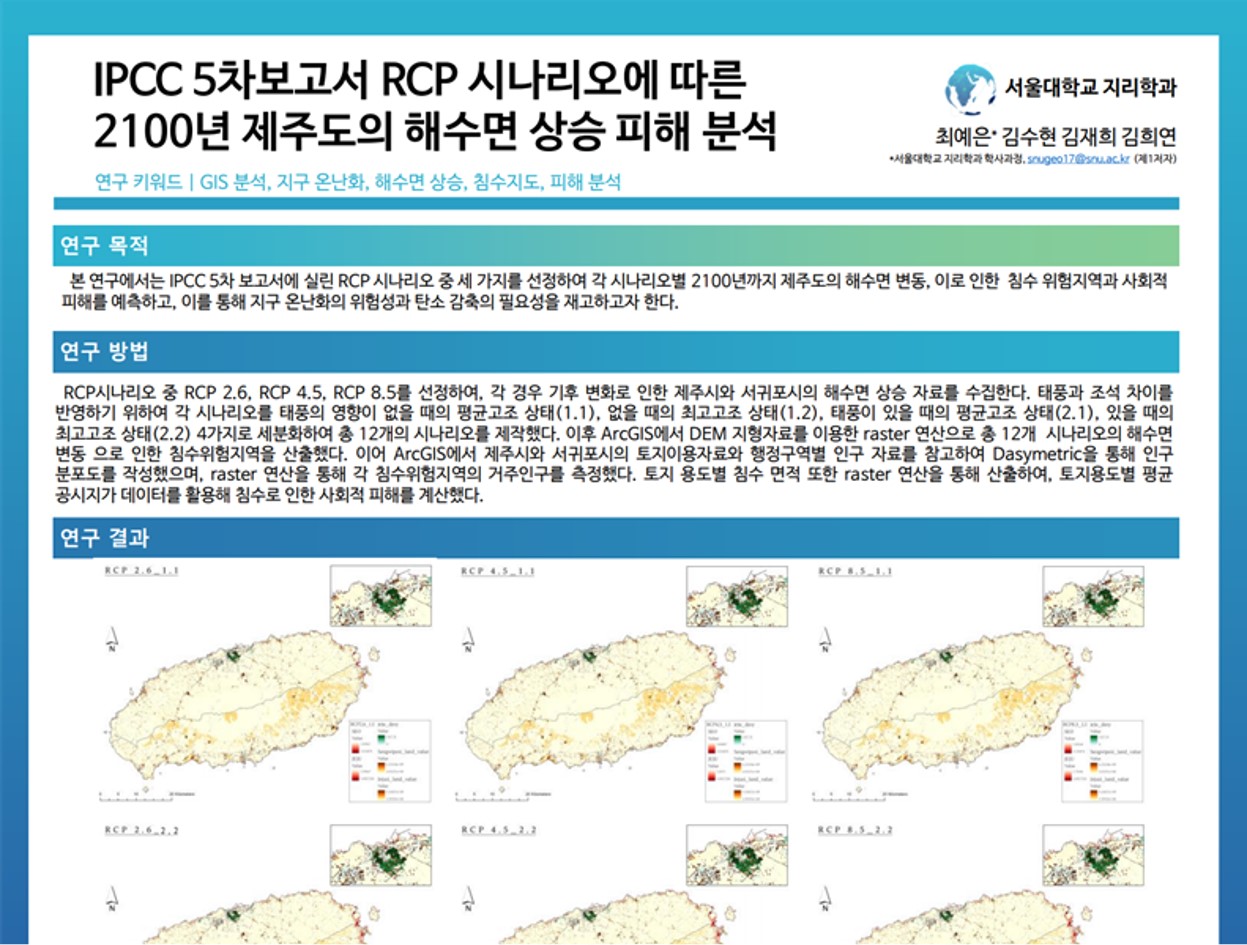 IPCC 5차보고서 RCP 시나리오에 따른
2100년 제주도의 해수면 상승 피해 분석
서울대학교 지리학과
최예은* 김수현 김재희 김희연
*서울대학교 지리학과 학사과정, snugeo17@snu.ac.kr (제1저자)
연구 키워드 | GIS 분석, 지구 온난화, 해수면 상승, 침수지도, 피해 분석
연구 목적
본 연구에서는 IPCC 5차 보고서에 실린 RCP 시나리오 중 세 가지를 선정하여 각 시나리오별 2100년까지 제주도의 해수면 변동, 이로 인한 침수 위험지역과 사회적
피해를 예측하고, 이를 통해 지구 온난화의 위험성과 탄소 감축의 필요성을 재고하고자 한다.
연구 방법
RCP시나리오 중 RCP 2.6, RCP 4.5, RCP 8.5를 선정하여, 각 경우 기후 변화로 인한 제주시와 서귀포시의 해수면 상승 자료를 수집한다. 태풍과 조석 차이를
반영하기 위하여 각 시나리오를 태풍의 영향이 없을 때의 평균고조 상태(1.1), 없을 때의 최고고조 상태(1.2), 태풍이 있을 때의 평균고조 상태(2.1), 있을 때의
최고고조 상태(2.2) 4가지로 세분화하여 총 12개의 시나리오를 제작했다. 이후 ArcGIS에서 DEM 지형자료를 이용한 raster 연산으로 총 12개 시나리오의 해수면
변동 으로 인한 침수위험지역을 산출했다. 이어 ArcGIS에서 제주시와 서귀포시의 토지이용자료와 행정구역별 인구 자료를 참고하여 Dasymetric을 통해 인구
분포도를 작성했으며, raster 연산을 통해 각 침수위험지역의 거주인구를 측정했다. 토지 용도별 침수 면적 또한 raster 연산을 통해 산출하여, 토지용도별 평균
공시지가 데이터를 활용해 침수로 인한 사회적 피해를 계산했다.
연구 결과
RCP 2.6_1.1
RCP 4.5_1.1
RCP 8.5_1.1
N
N
N
RCP 2.6_2.2
RCP 4.5_2.2
RCP 8.5_2.2
N
N
N